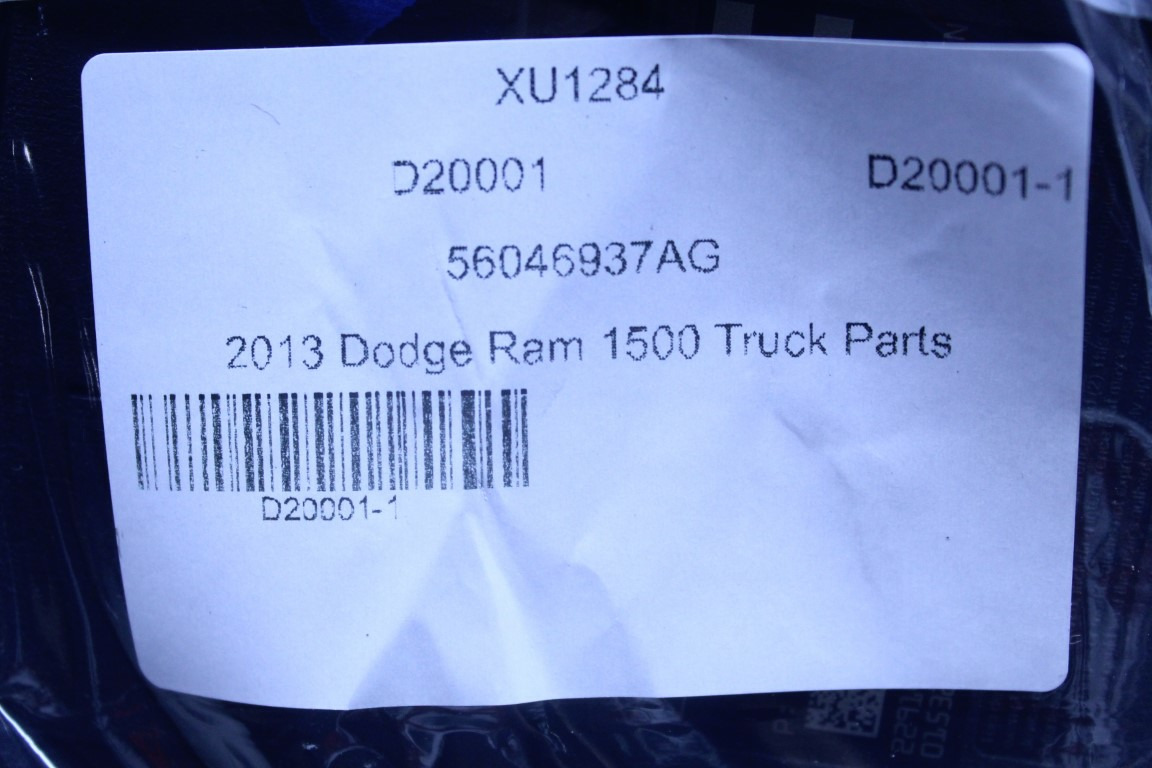 XU1284
D20001 D20001-1
56046937AG
2013 Dodge Ram 1500 Truck Parts
D20001-1